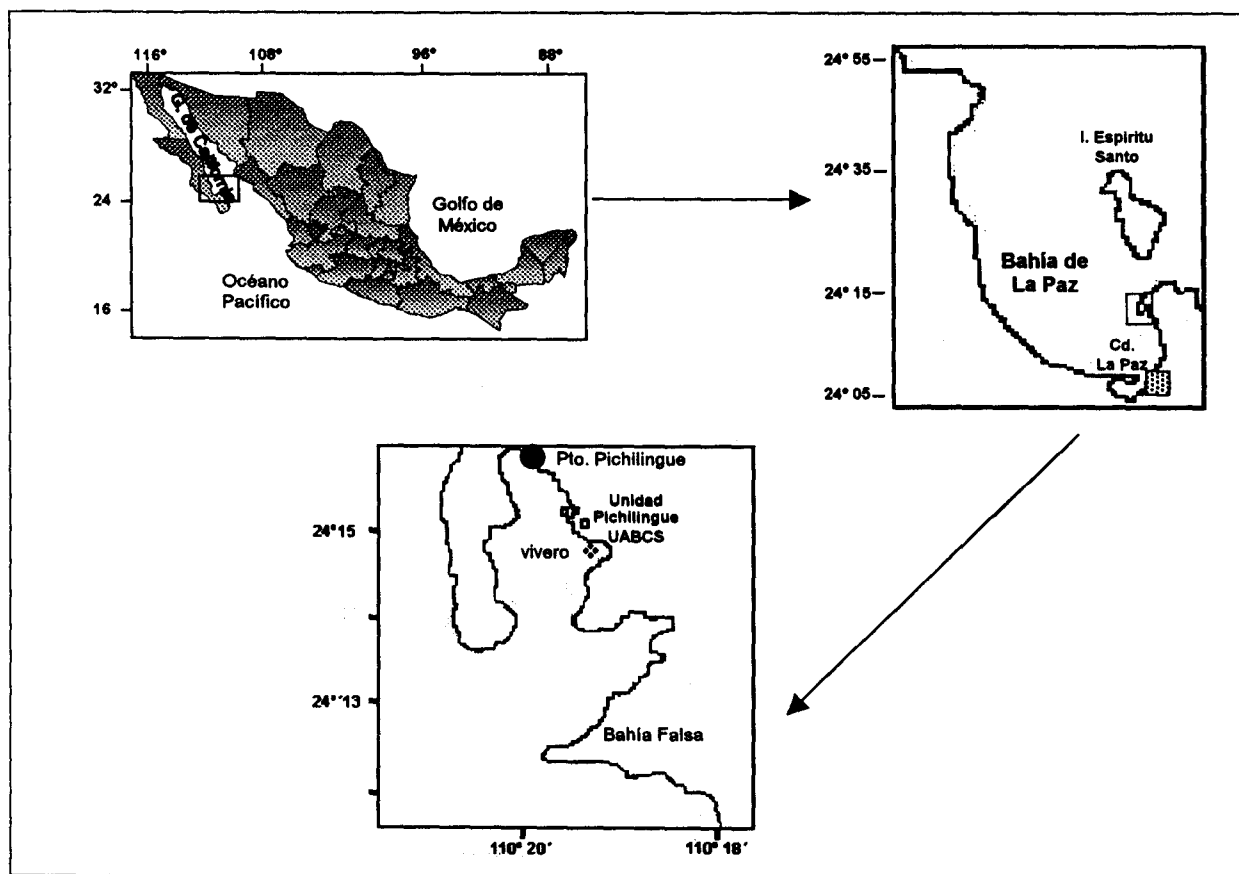 116°
108°
96°
88°
32°
24
16
G. de California
Golfo de
México
Océano
Pacifico
24° 55
24° 35
24° 15
24° 05
I. Espiritu
Santo
Bahía de
La Paz
Cd.
La Paz
Pto. Pichilingue
Unidad
Pichilingue
UABCS
vivero
24° 15
24° ´13
Bahía Falsa
110° 20´
110° 18´